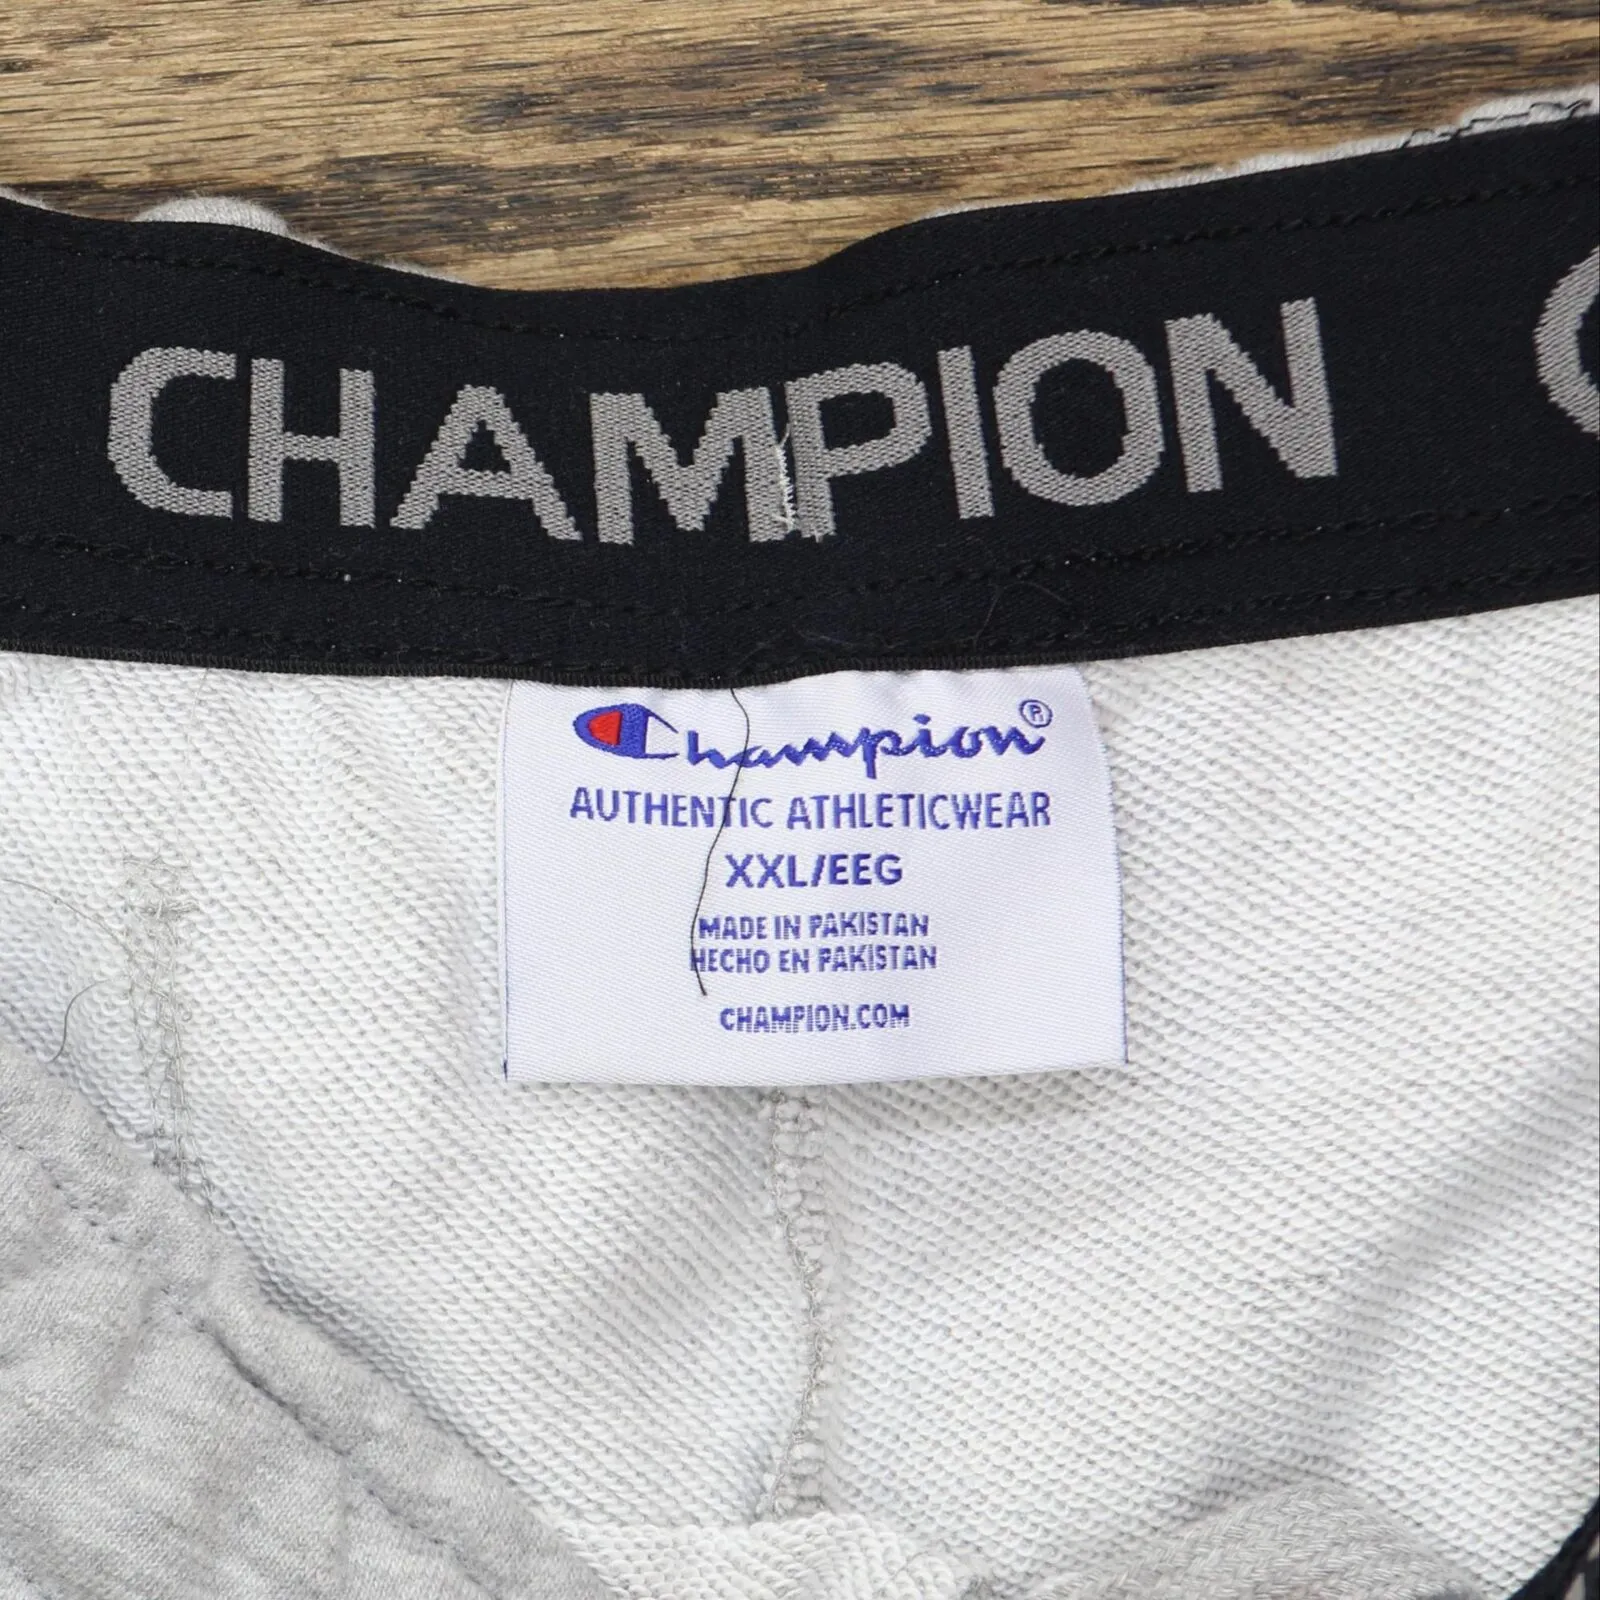 CHAMPION
Champion®
AUTHENTIC ATHLETICWEAR
XXL/EEG
MADE IN PAKISTAN
HECHO EN PAKISTAN
CHAMPION.COM